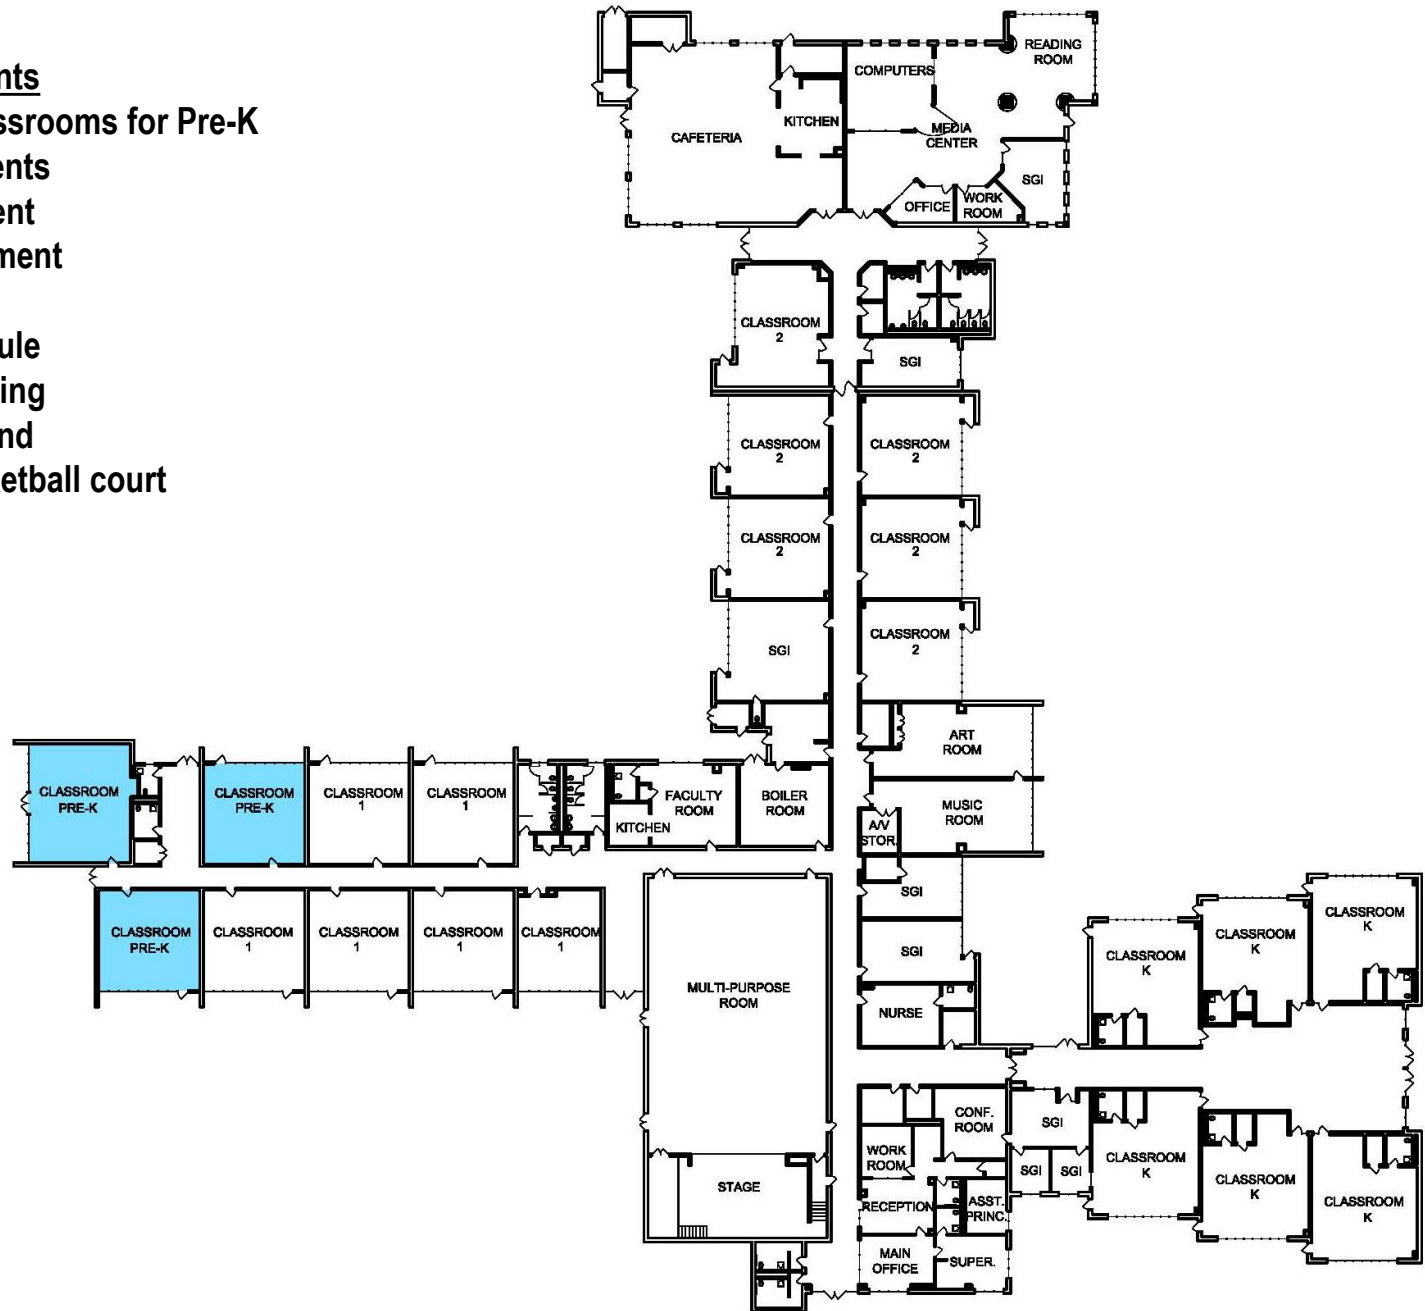 nts
ssrooms for Pre-K
ents
ent
ment
ule
ing
nd
etball court
READING
ROOM
COMPUTERS
KITCHEN
CAFETERIA
MEDIA
CENTER
SGI
OFFICE
WORK
ROOM
CLASSROOM
2
SGI
CLASSROOM
2
CLASSROOM
2
CLASSROOM
2
CLASSROOM
2
SGI
CLASSROOM
2
ART
ROOM
MUSIC
ROOM
A/V
STOR.
CLASSROOM
PRE-K
CLASSROOM
PRE-K
CLASSROOM
1
CLASSROOM
1
FACULTY
ROOM
KITCHEN
BOILER
ROOM
CLASSROOM
PRE-K
CLASSROOM
1
CLASSROOM
1
CLASSROOM
1
CLASSROOM
1
MULTI-PURPOSE
ROOM
STAGE
SGI
SGI
NURSE
CLASSROOM
K
CLASSROOM
K
CLASSROOM
K
CONF.
ROOM
WORK
ROOM
RECEPTION
ASST.
PRINC.
MAIN
OFFICE
SUPER.
SGI
SGI
SGI
CLASSROOM
K
CLASSROOM
K
CLASSROOM
K